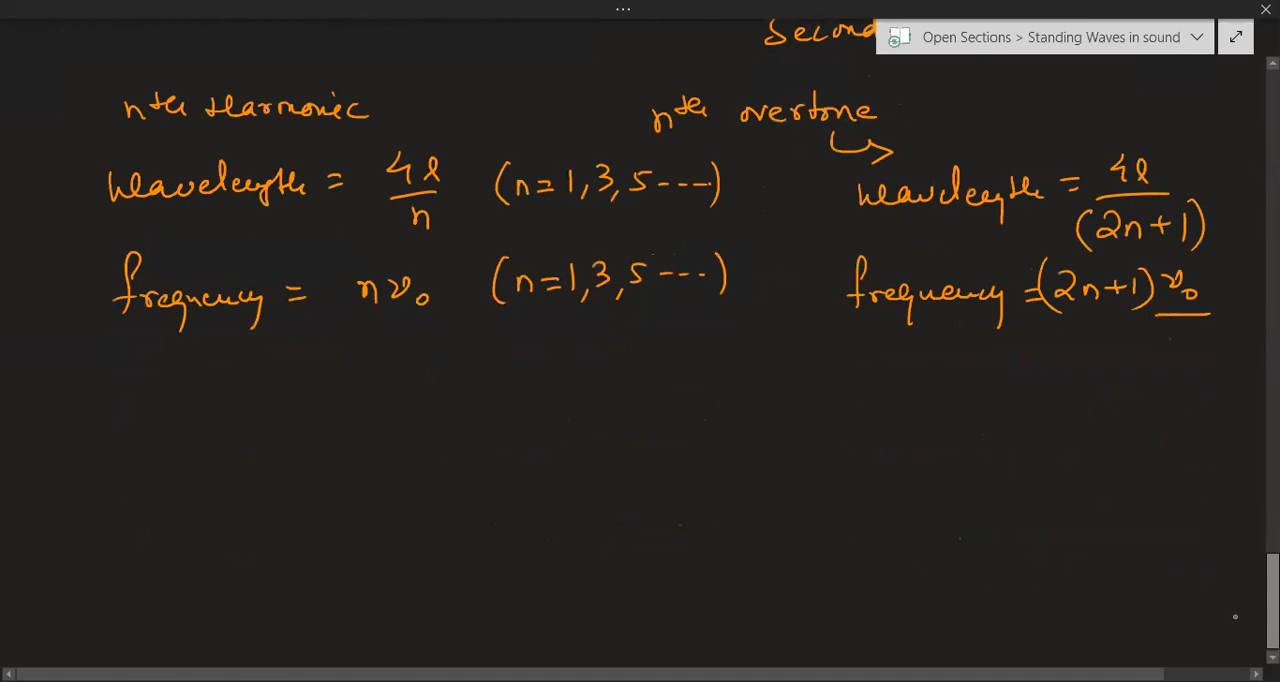 ...
Second
Open Sections > Standing Waves in sound
nth Harmonic
nth overtone
Wavelength = 4l/n (n=1,3,5----)
Wavelength = 4l/(2n+1)
frequency = nν₀ (n=1,3,5---)
frequency =(2n+1)ν₀